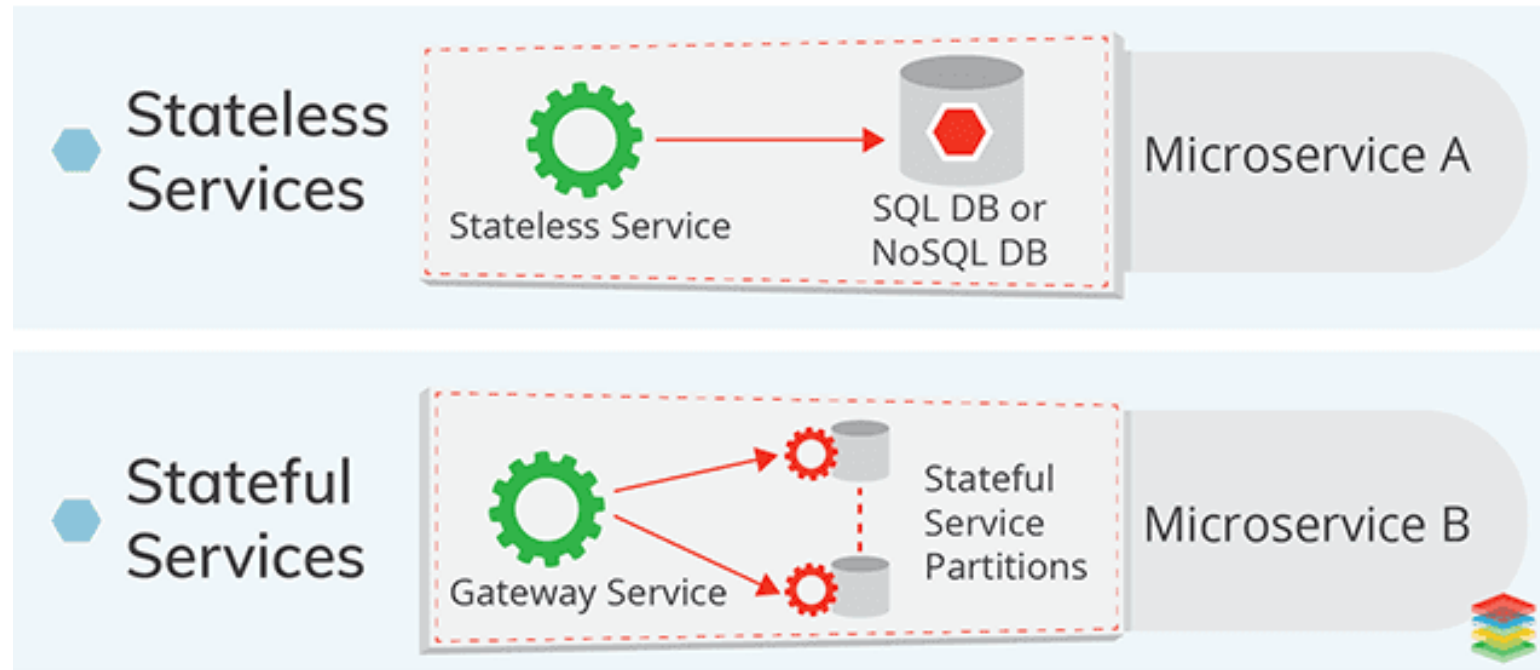 Stateless
Services
Stateless Service
SQL DB or
NoSQL DB
Microservice A
Stateful
Services
Gateway Service
Stateful
Service
Partitions
Microservice B